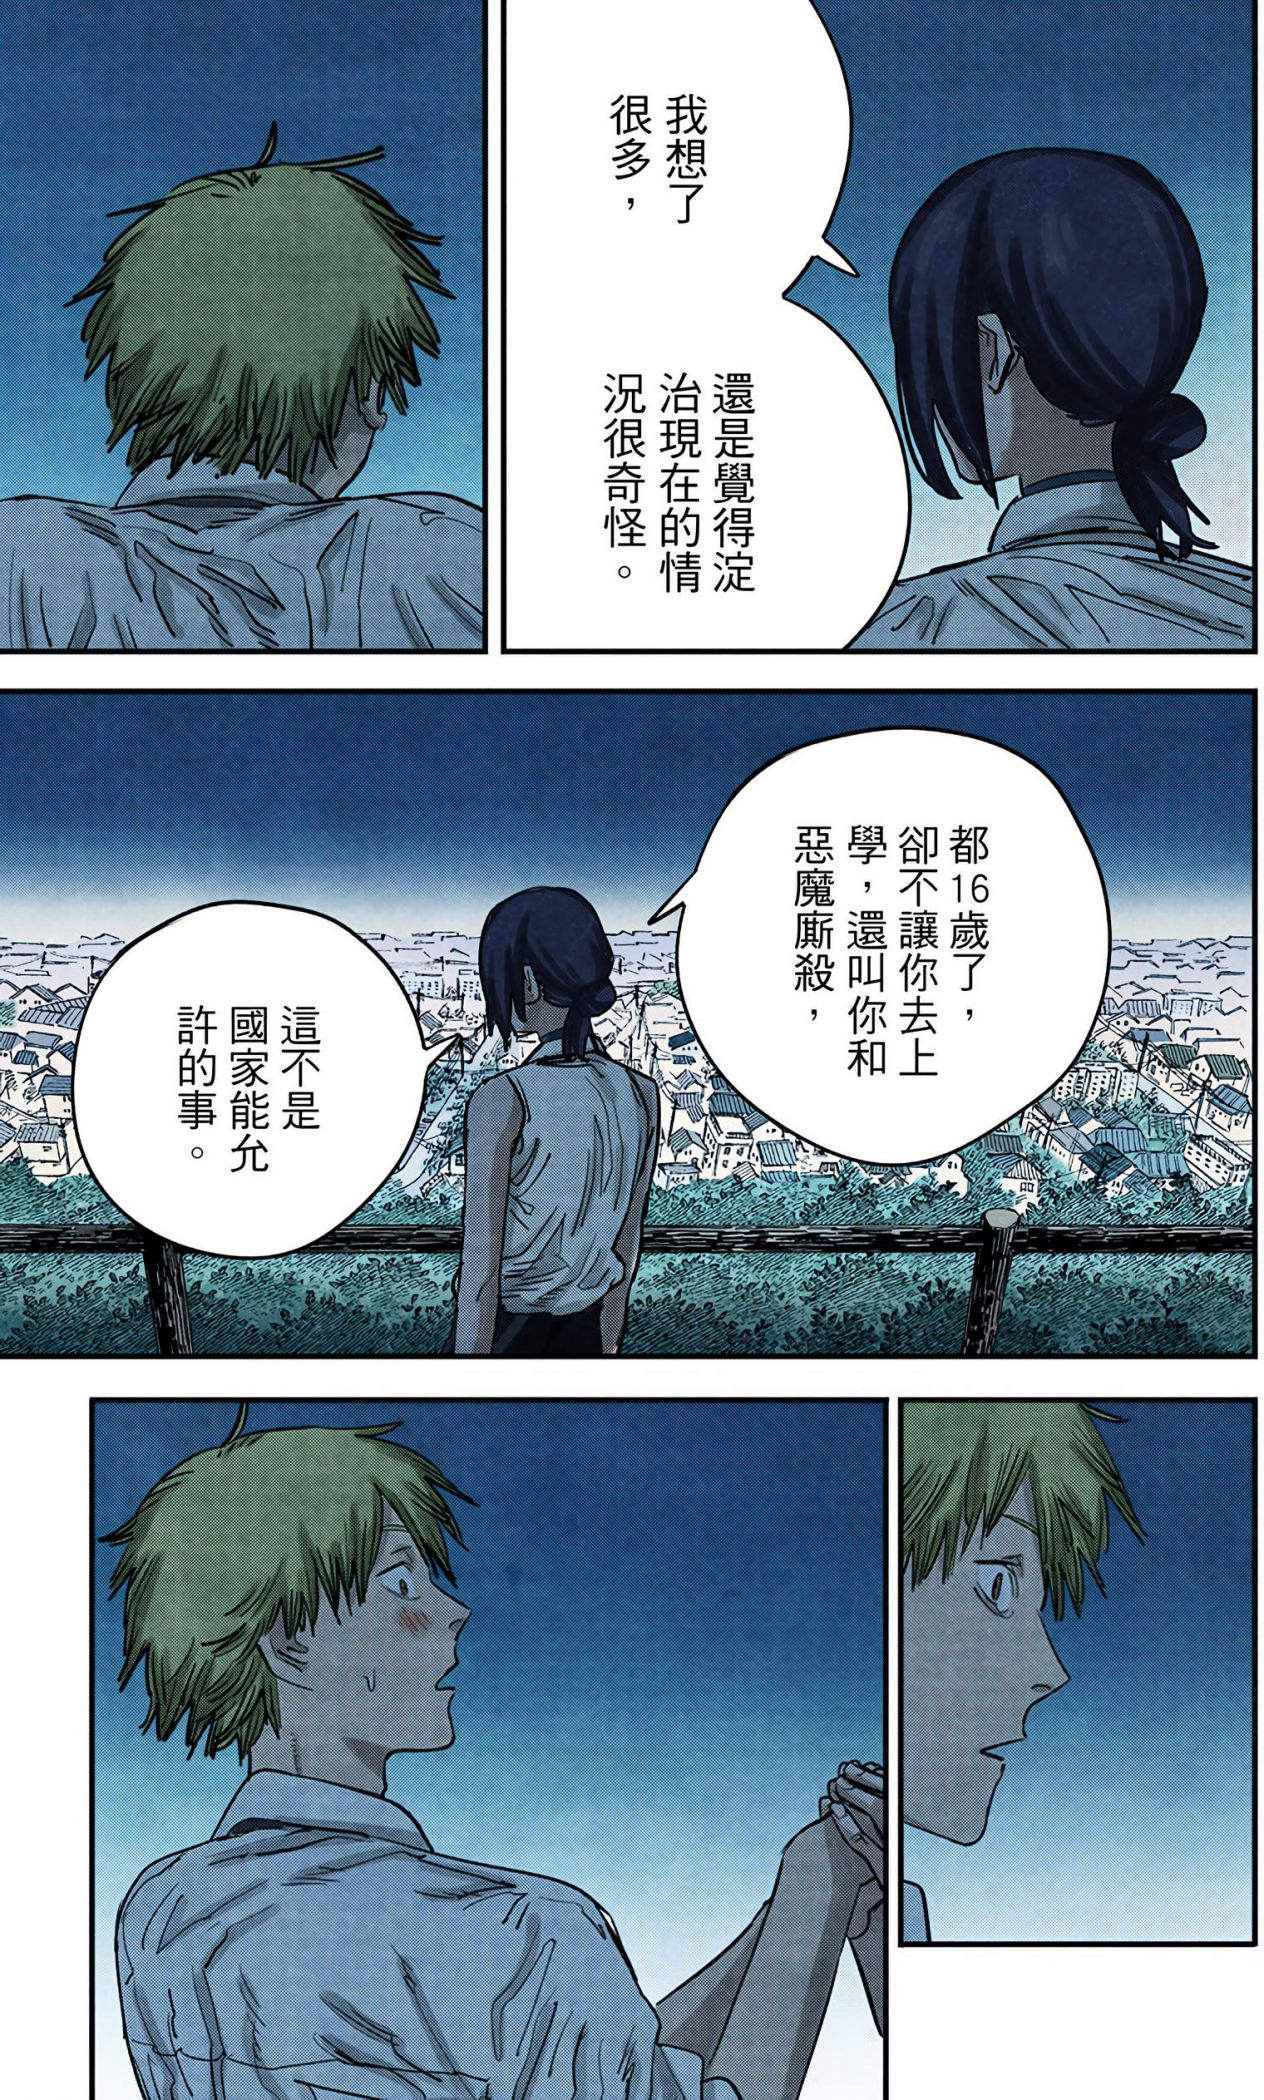 我想了
很多，
還是覺得淀
治現在的情
況很奇怪。
都16歲了，
卻不讓你去上
學，還叫你和
惡魔廝殺，
這不是
國家能允
許的事。